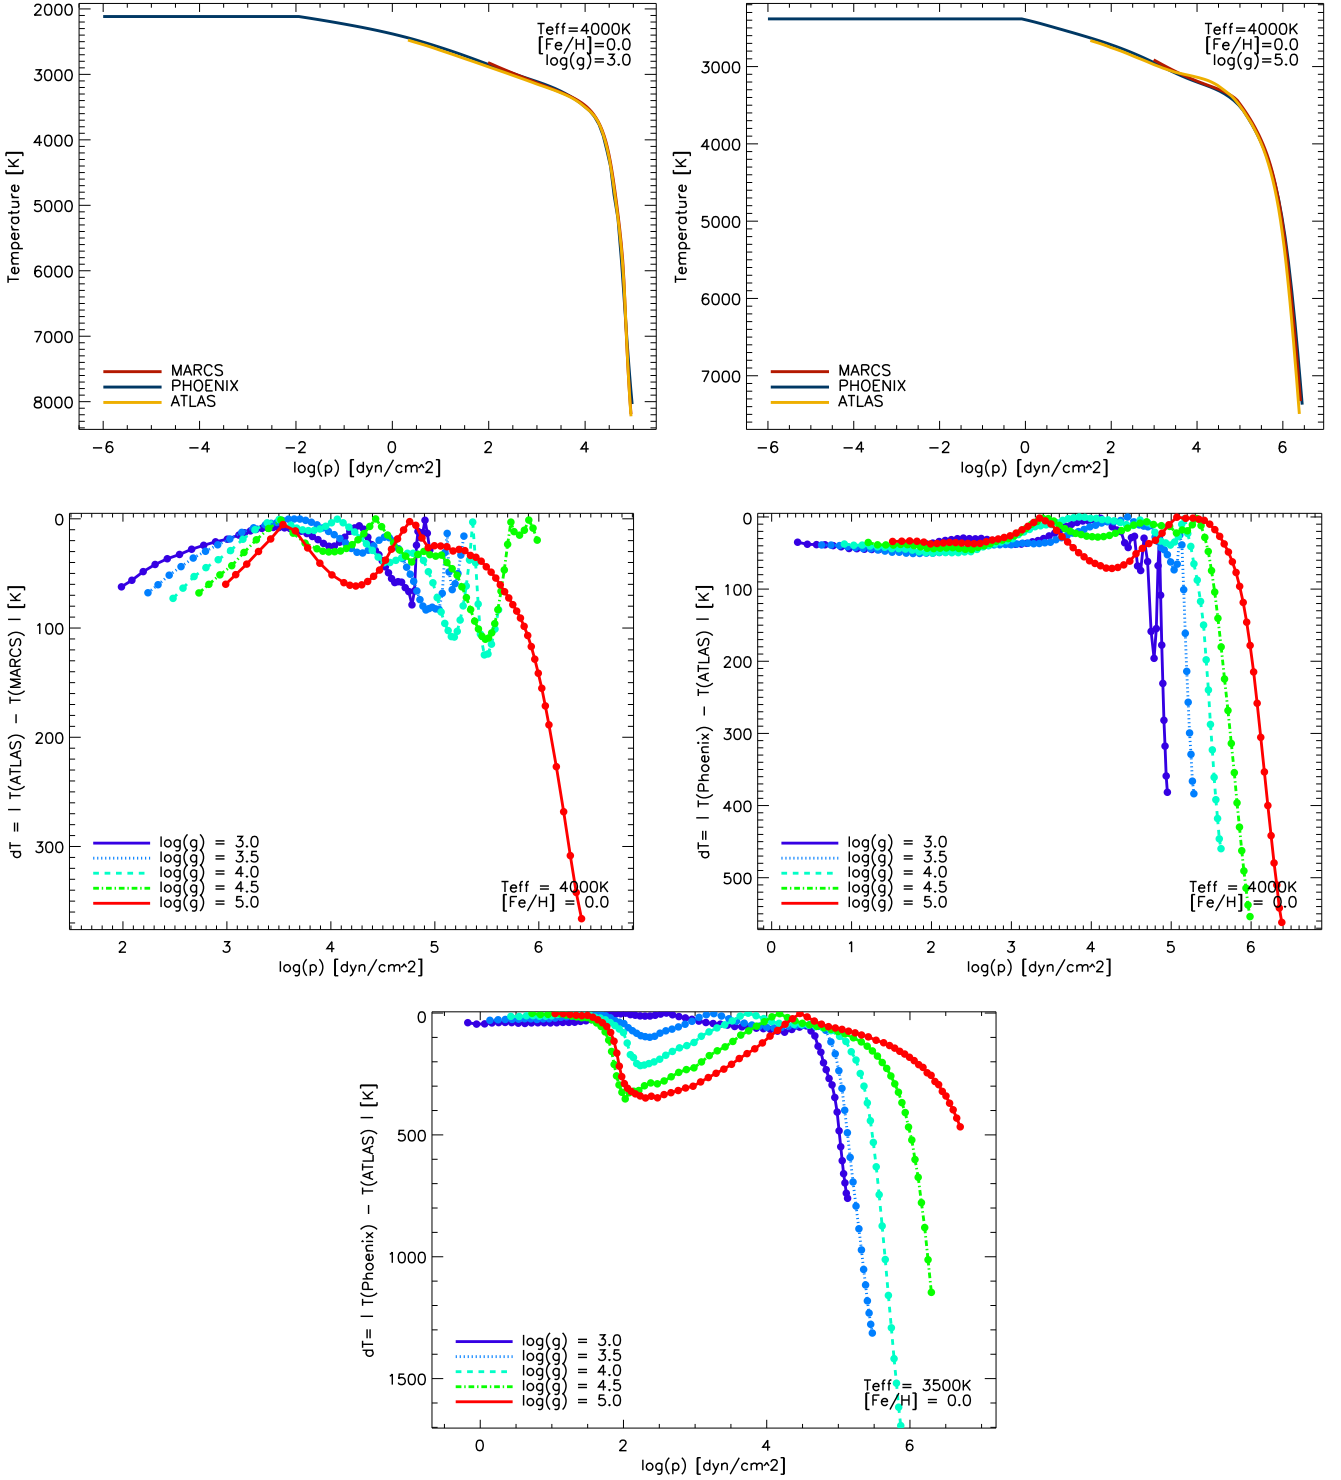 2000
3000
4000
5000
6000
7000
8000
Temperature [K]
Teff=4000K
[Fe/H]=0.0
log(g)=3.0
MARCS
PHOENIX
ATLAS
−6 −4 −2 0 2 4
log(p) [dyn/cm^2]
3000
4000
5000
6000
7000
Temperature [K]
Teff=4000K
[Fe/H]=0.0
log(g)=5.0
MARCS
PHOENIX
ATLAS
−6 −4 −2 0 2 4 6
log(p) [dyn/cm^2]
0
100
200
300
dT = | T(ATLAS) − T(MARCS) | [K]
log(g) = 3.0
log(g) = 3.5
log(g) = 4.0
log(g) = 4.5
log(g) = 5.0
Teff = 4000K
[Fe/H] = 0.0
2 3 4 5 6
log(p) [dyn/cm^2]
0
100
200
300
400
500
dT= | T(Phoenix) − T(ATLAS) | [K]
log(g) = 3.0
log(g) = 3.5
log(g) = 4.0
log(g) = 4.5
log(g) = 5.0
Teff = 4000K
[Fe/H] = 0.0
0 1 2 3 4 5 6
log(p) [dyn/cm^2]
0
500
1000
1500
dT= | T(Phoenix) − T(ATLAS) | [K]
log(g) = 3.0
log(g) = 3.5
log(g) = 4.0
log(g) = 4.5
log(g) = 5.0
Teff = 3500K
[Fe/H] = 0.0
0 2 4 6
log(p) [dyn/cm^2]